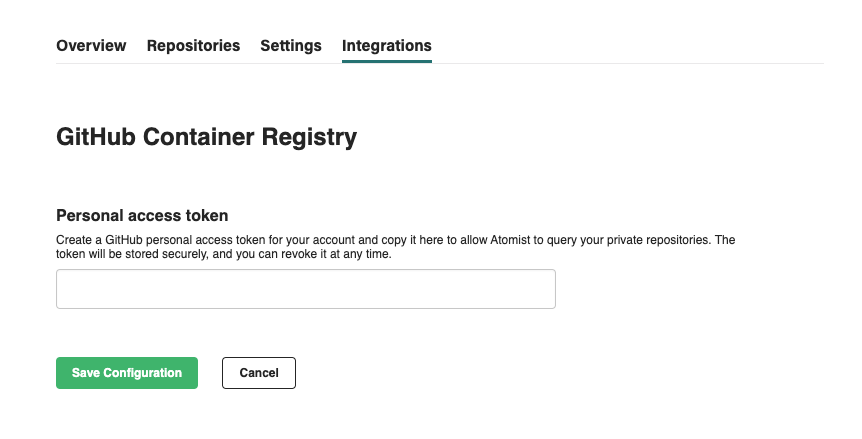 Overview Repositories Settings Integrations
GitHub Container Registry
Personal access token
Create a GitHub personal access token for your account and copy it here to allow Atomist to query your private repositories. The
token will be stored securely, and you can revoke it at any time.
Save Configuration Cancel